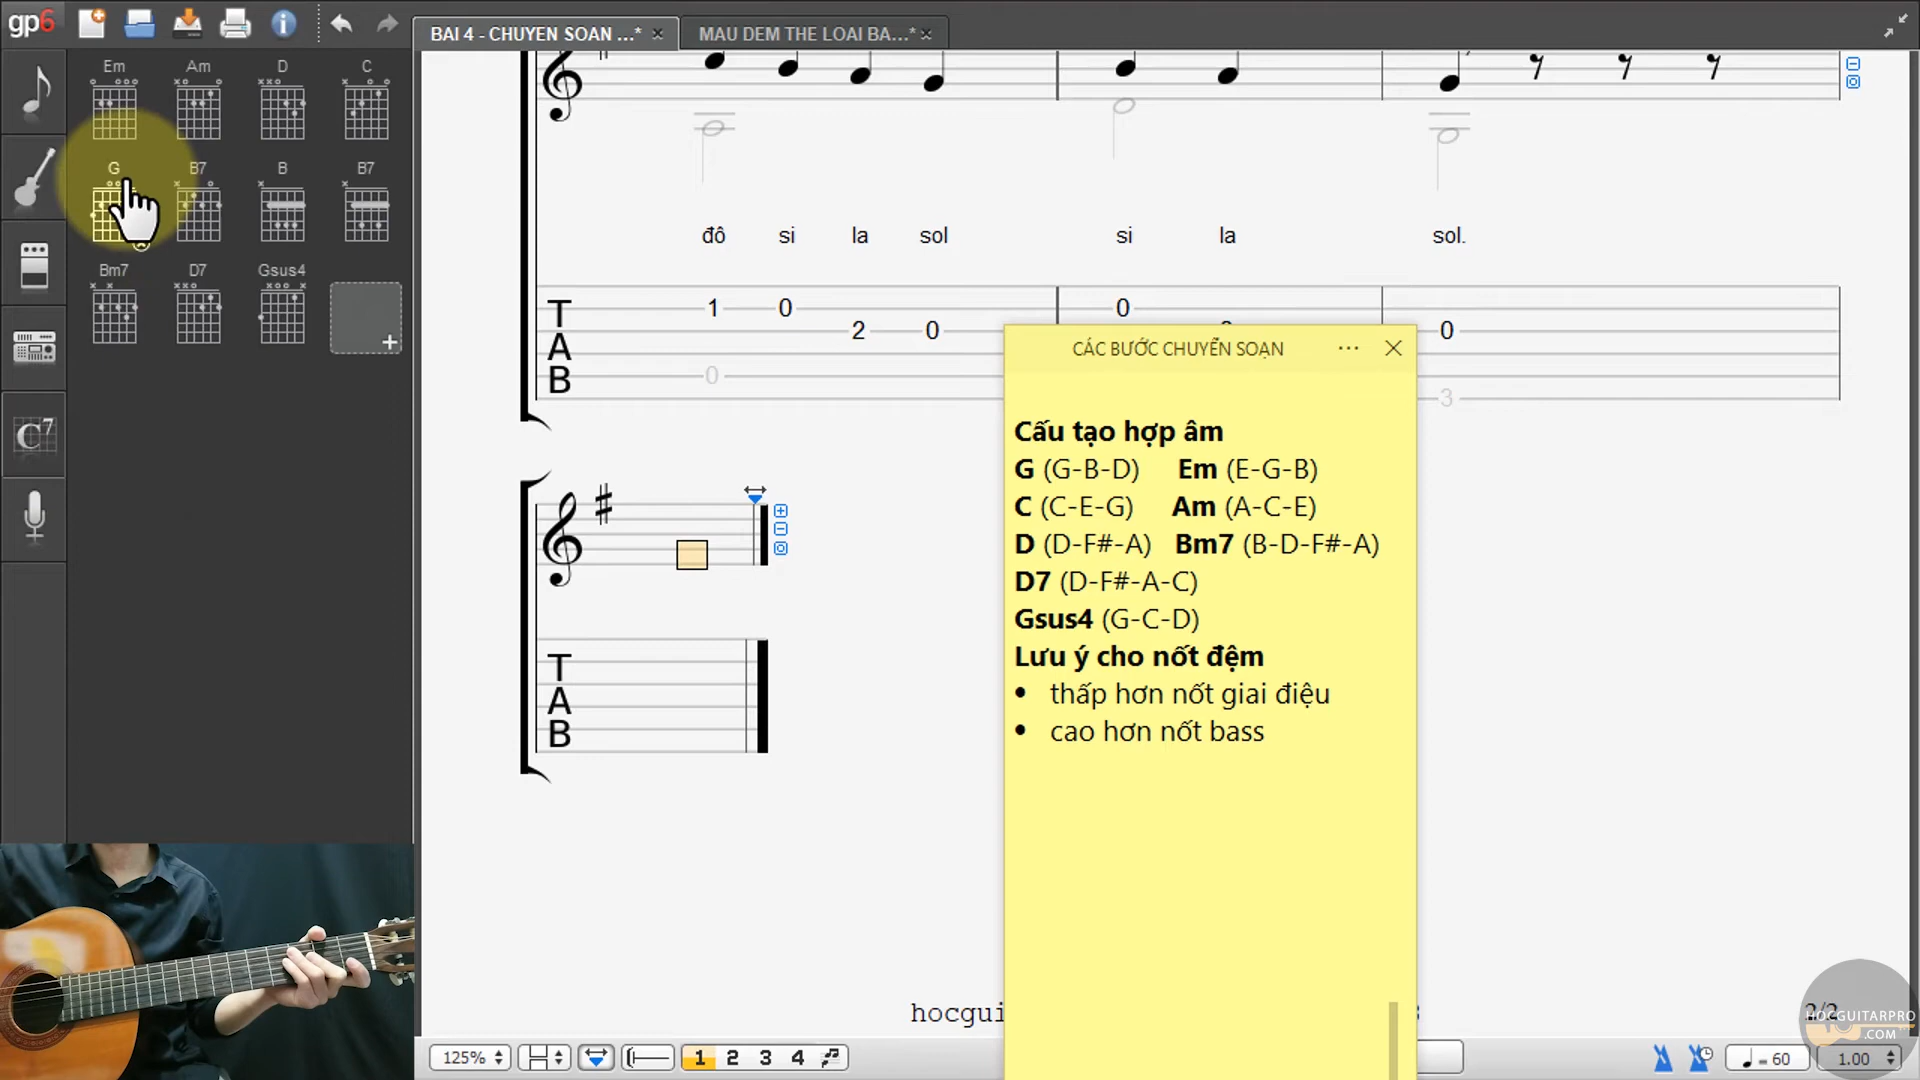 gp6
BAI 4 - CHUYEN SOAN ...*
MAU DEM THE LOAI BA...*
Em Am D C
G B7 B B7
Bm7 D7 Gsus4
C7
đô si la sol si la sol.
T A B
1 0 2 0 0 0
0 3
T A B
CÁC BƯỚC CHUYỂN SOẠN
Cấu tạo hợp âm
G (G-B-D) Em (E-G-B)
C (C-E-G) Am (A-C-E)
D (D-F#-A) Bm7 (B-D-F#-A)
D7 (D-F#-A-C)
Gsus4 (G-C-D)
Lưu ý cho nốt đệm
• thấp hơn nốt giai điệu
• cao hơn nốt bass
2/2
HOCGUITARPRO
.COM
125% 1 2 3 4 = 60 1.00